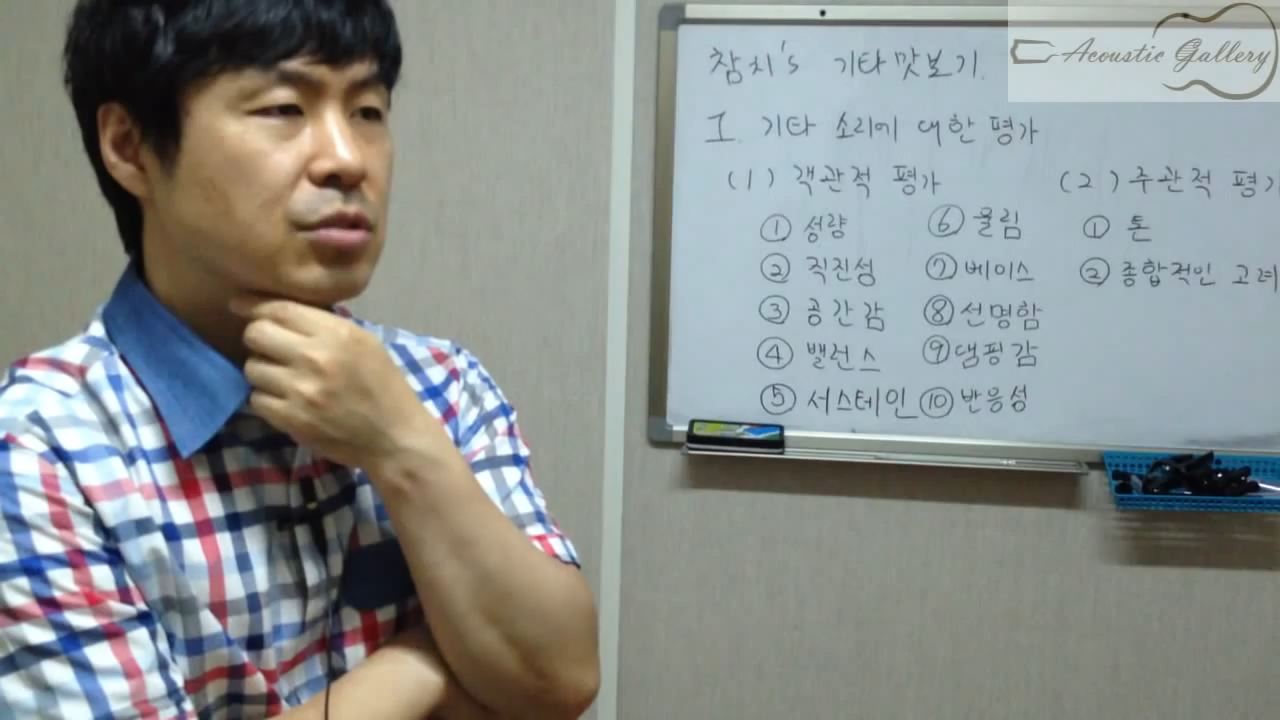 참치's 기타맛보기.
Acoustic Gallery
I. 기타 소리에 대한 평가
(1) 객관적 평가
(2) 주관적 평가
① 성량
⑥ 울림
① 톤
② 직진성
⑦ 베이스
② 종합적인 고려
③ 공간감
⑧ 선명함
④ 밸런스
⑨ 댐핑감
⑤ 서스테인
⑩ 반응성